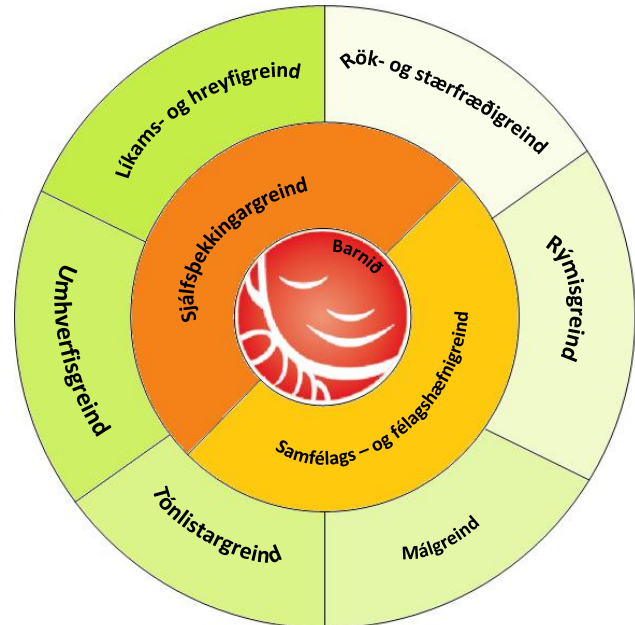 Líkams- og hreyfigreind
Rök- og stærfræðigreind
Rýmisgreind
Málgreind
Tónlistargreind
Umhverfisgreind
Sjálfsþekkingargreind
Samfélags – og félagshæfnigreind
Barnið